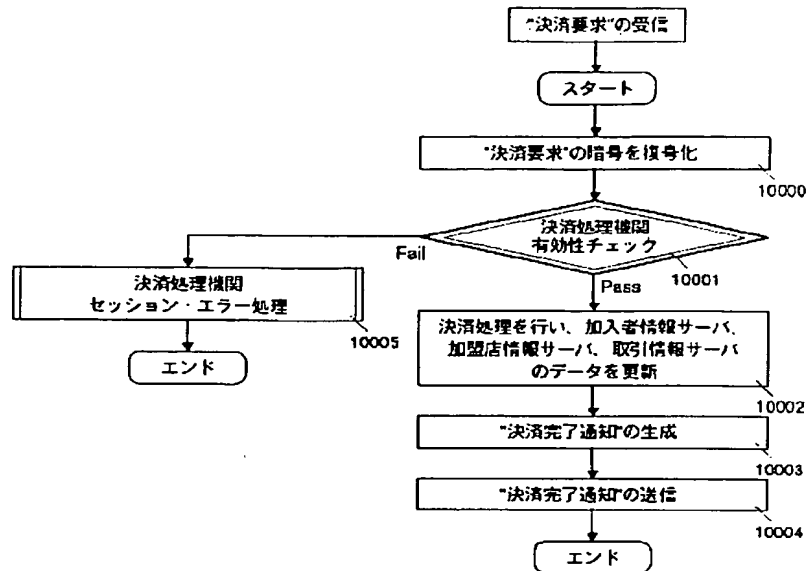 "決済要求"の受信
スタート
"決済要求"の暗号を復号化
10000
決済処理機関
有効性チェック
10001
Fail
Pass
決済処理機関
セッション・エラー処理
10005
エンド
決済処理を行い、加入者情報サーバ、
加盟店情報サーバ、取引情報サーバ
のデータを更新
10002
"決済完了通知"の生成
10003
"決済完了通知"の送信
10004
エンド